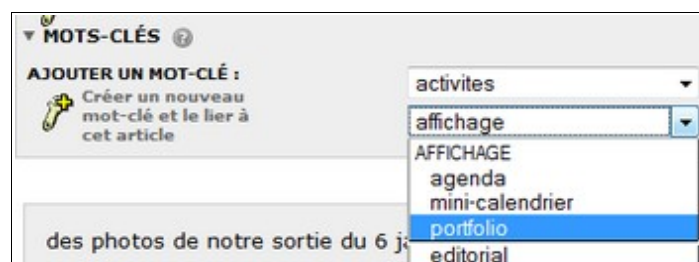 MOTS-CLÉS
AJOUTER UN MOT-CLÉ :
Créer un nouveau
mot-clé et le lier à
cet article
activites
affichage
AFFICHAGE
agenda
mini-calendrier
portfolio
editorial
des photos de notre sortie du 6 ja